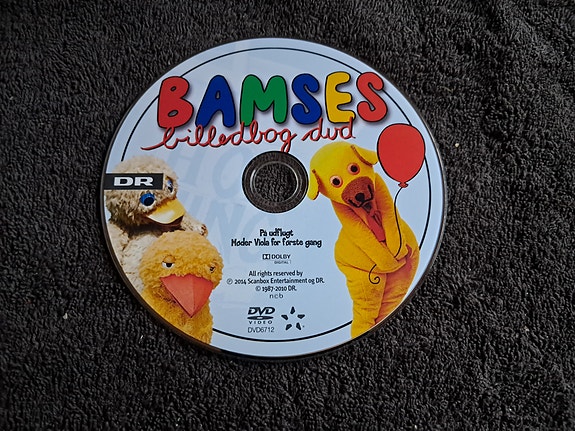 BAMSES
billedbog dvd
DR
På udflugt
Møder Viola for første gang
DOLBY
DIGITAL
All rights reserved by
℗ 2014 Scanbox Entertainment og DR.
© 1987-2010 DR.
ncb
DVD
VIDEO
DVD6712